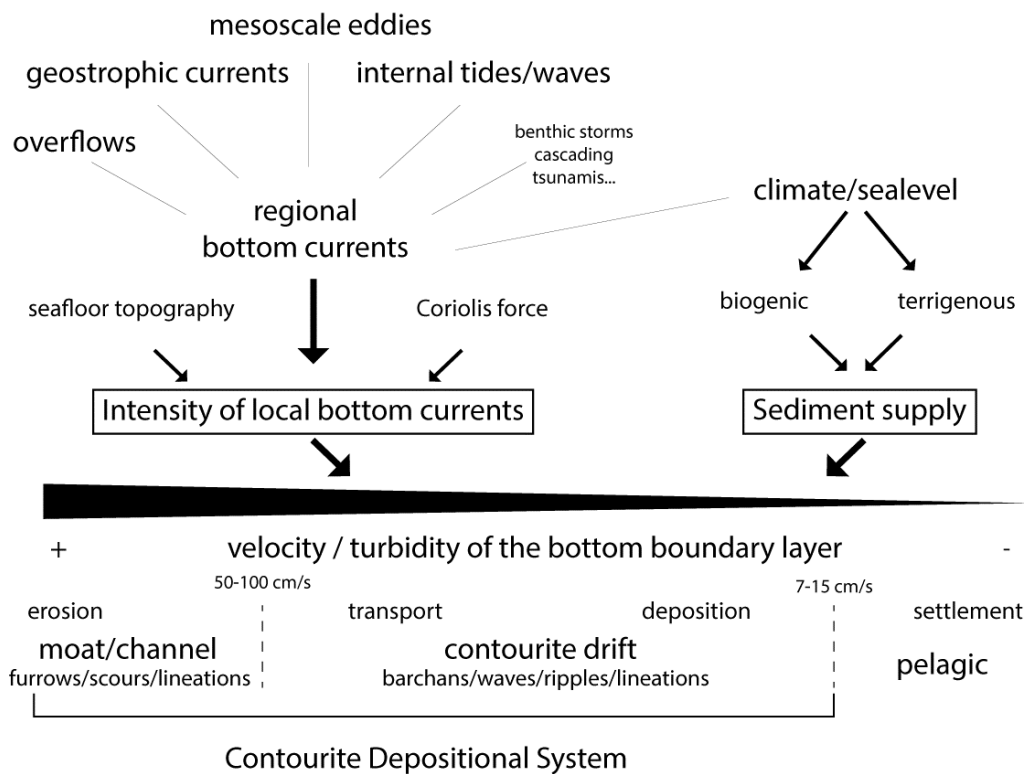 mesoscale eddies
geostrophic currents
internal tides/waves
overflows
benthic storms
cascading
tsunamis...
climate/sealevel
regional
bottom currents
seafloor topography
Coriolis force
biogenic
terrigenous
Intensity of local bottom currents
Sediment supply
+
velocity / turbidity of the bottom boundary layer
-
50-100 cm/s
7-15 cm/s
erosion
transport
deposition
settlement
moat/channel
contourite drift
pelagic
furrows/scours/lineations
barchans/waves/ripples/lineations
Contourite Depositional System